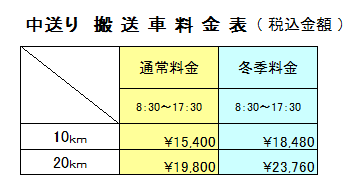 中送り 搬送車料金表（税込金額）
通常料金 冬季料金
8:30～17:30 8:30～17:30
10km ¥15,400 ¥18,480
20km ¥19,800 ¥23,760